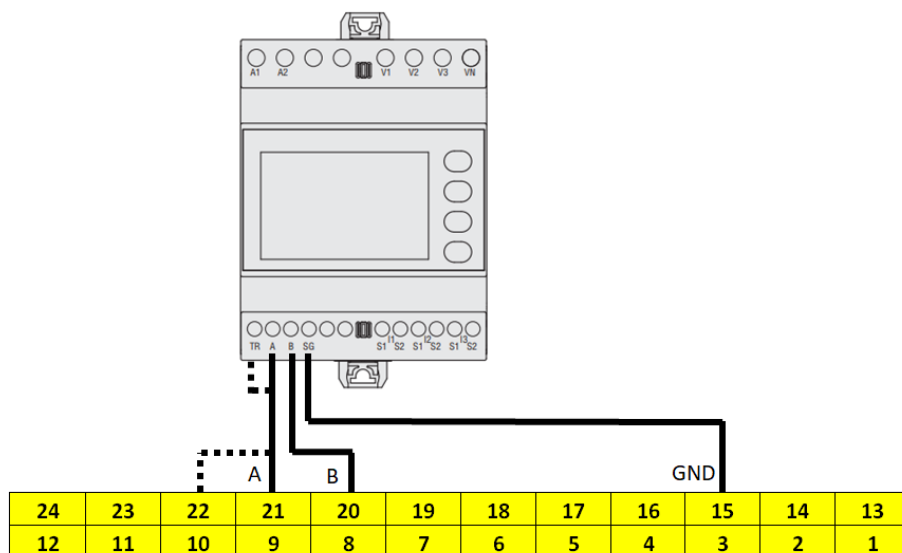 A1 A2 V1 V2 V3 VN
I1 I2 I3
TR A B SG S1 S2 S1 S2 S1 S2
A B GND
24 23 22 21 20 19 18 17 16 15 14 13
12 11 10 9 8 7 6 5 4 3 2 1